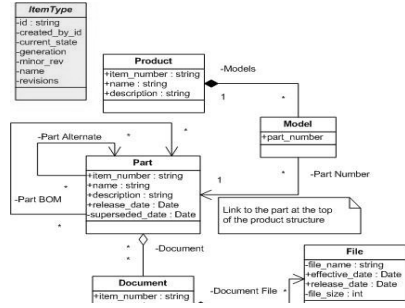 ItemType
-id : string
-created_by_id
-current_state
-generation
-minor_rev
-name
-revisions
Product
+item_number : string
+name : string
+description : string
-Models
1
*
Model
+part_number
-Part Alternate
*
*
-Part BOM
*
*
Part
+item_number : string
+name : string
+description : string
+release_date : Date
-superseded_date : Date
1
*
-Part Number
Link to the part at the top
of the product structure
*
*
-Document
Document
+item_number : string
-Document File
*
File
-file_name : string
+effective_date : Date
+release_date : Date
-file_size : int